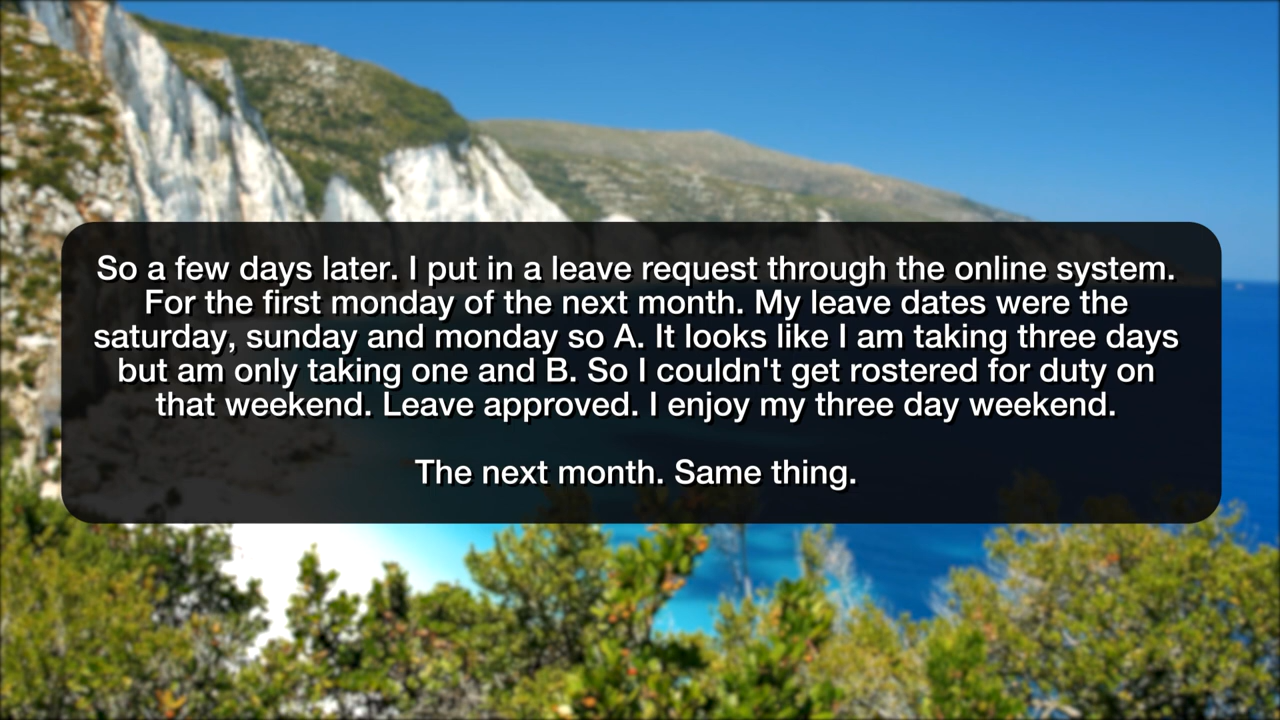 So a few days later. I put in a leave request through the online system.
For the first monday of the next month. My leave dates were the
saturday, sunday and monday so A. It looks like I am taking three days
but am only taking one and B. So I couldn't get rostered for duty on
that weekend. Leave approved. I enjoy my three day weekend.
The next month. Same thing.